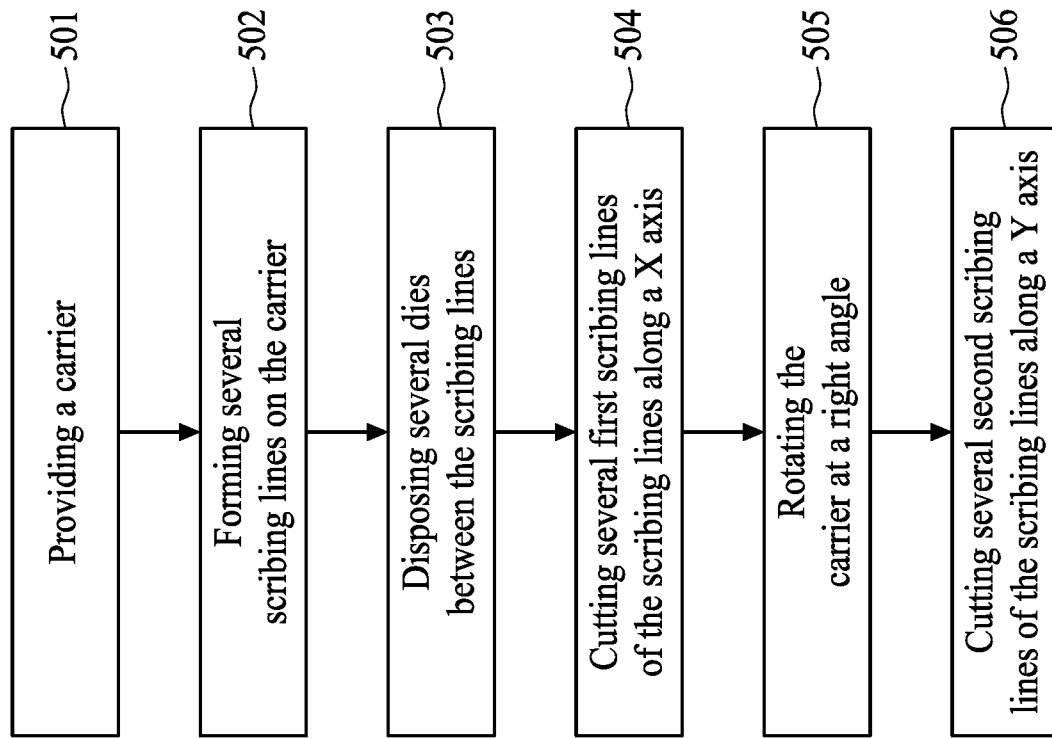 Providing a carrier
501
Forming several
scribing lines on the carrier
502
Disposing several dies
between the scribing lines
503
Cutting several first scribing lines
of the scribing lines along a X axis
504
Rotating the
carrier at a right angle
505
Cutting several second scribing
lines of the scribing lines along a Y axis
506